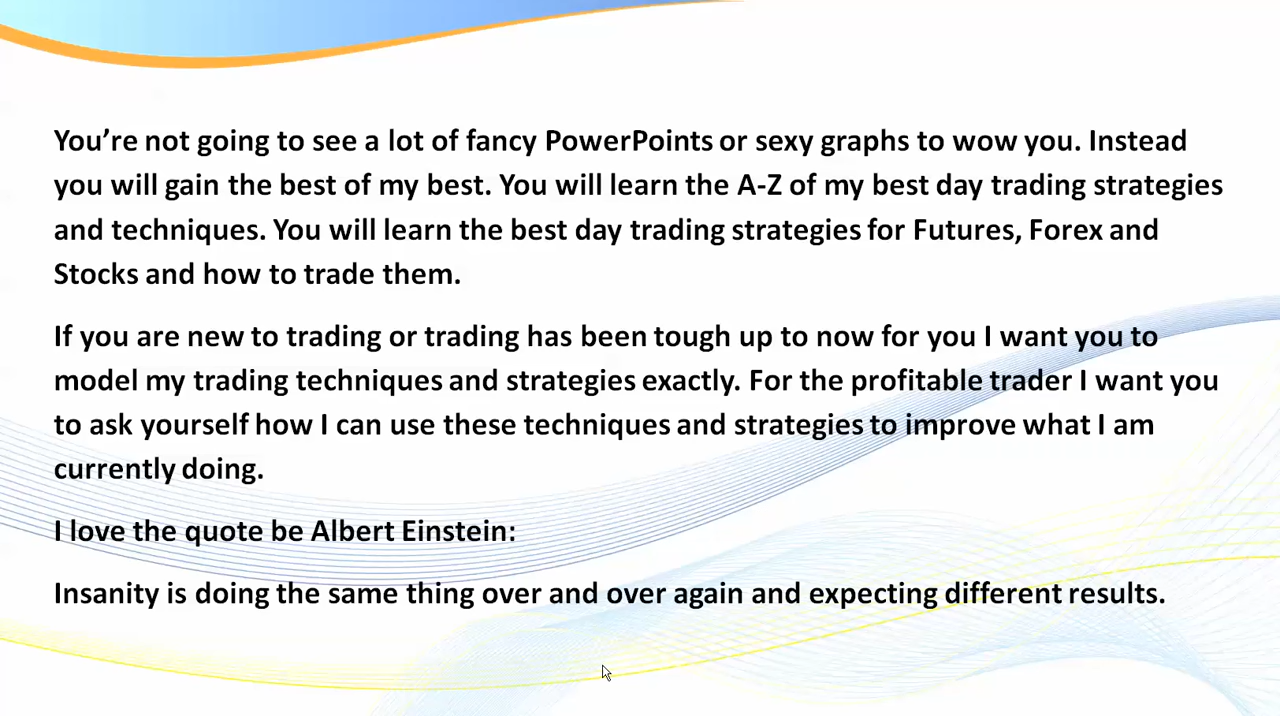 You’re not going to see a lot of fancy PowerPoints or sexy graphs to wow you. Instead
you will gain the best of my best. You will learn the A-Z of my best day trading strategies
and techniques. You will learn the best day trading strategies for Futures, Forex and
Stocks and how to trade them.
If you are new to trading or trading has been tough up to now for you I want you to
model my trading techniques and strategies exactly. For the profitable trader I want you
to ask yourself how I can use these techniques and strategies to improve what I am
currently doing.
I love the quote be Albert Einstein:
Insanity is doing the same thing over and over again and expecting different results.